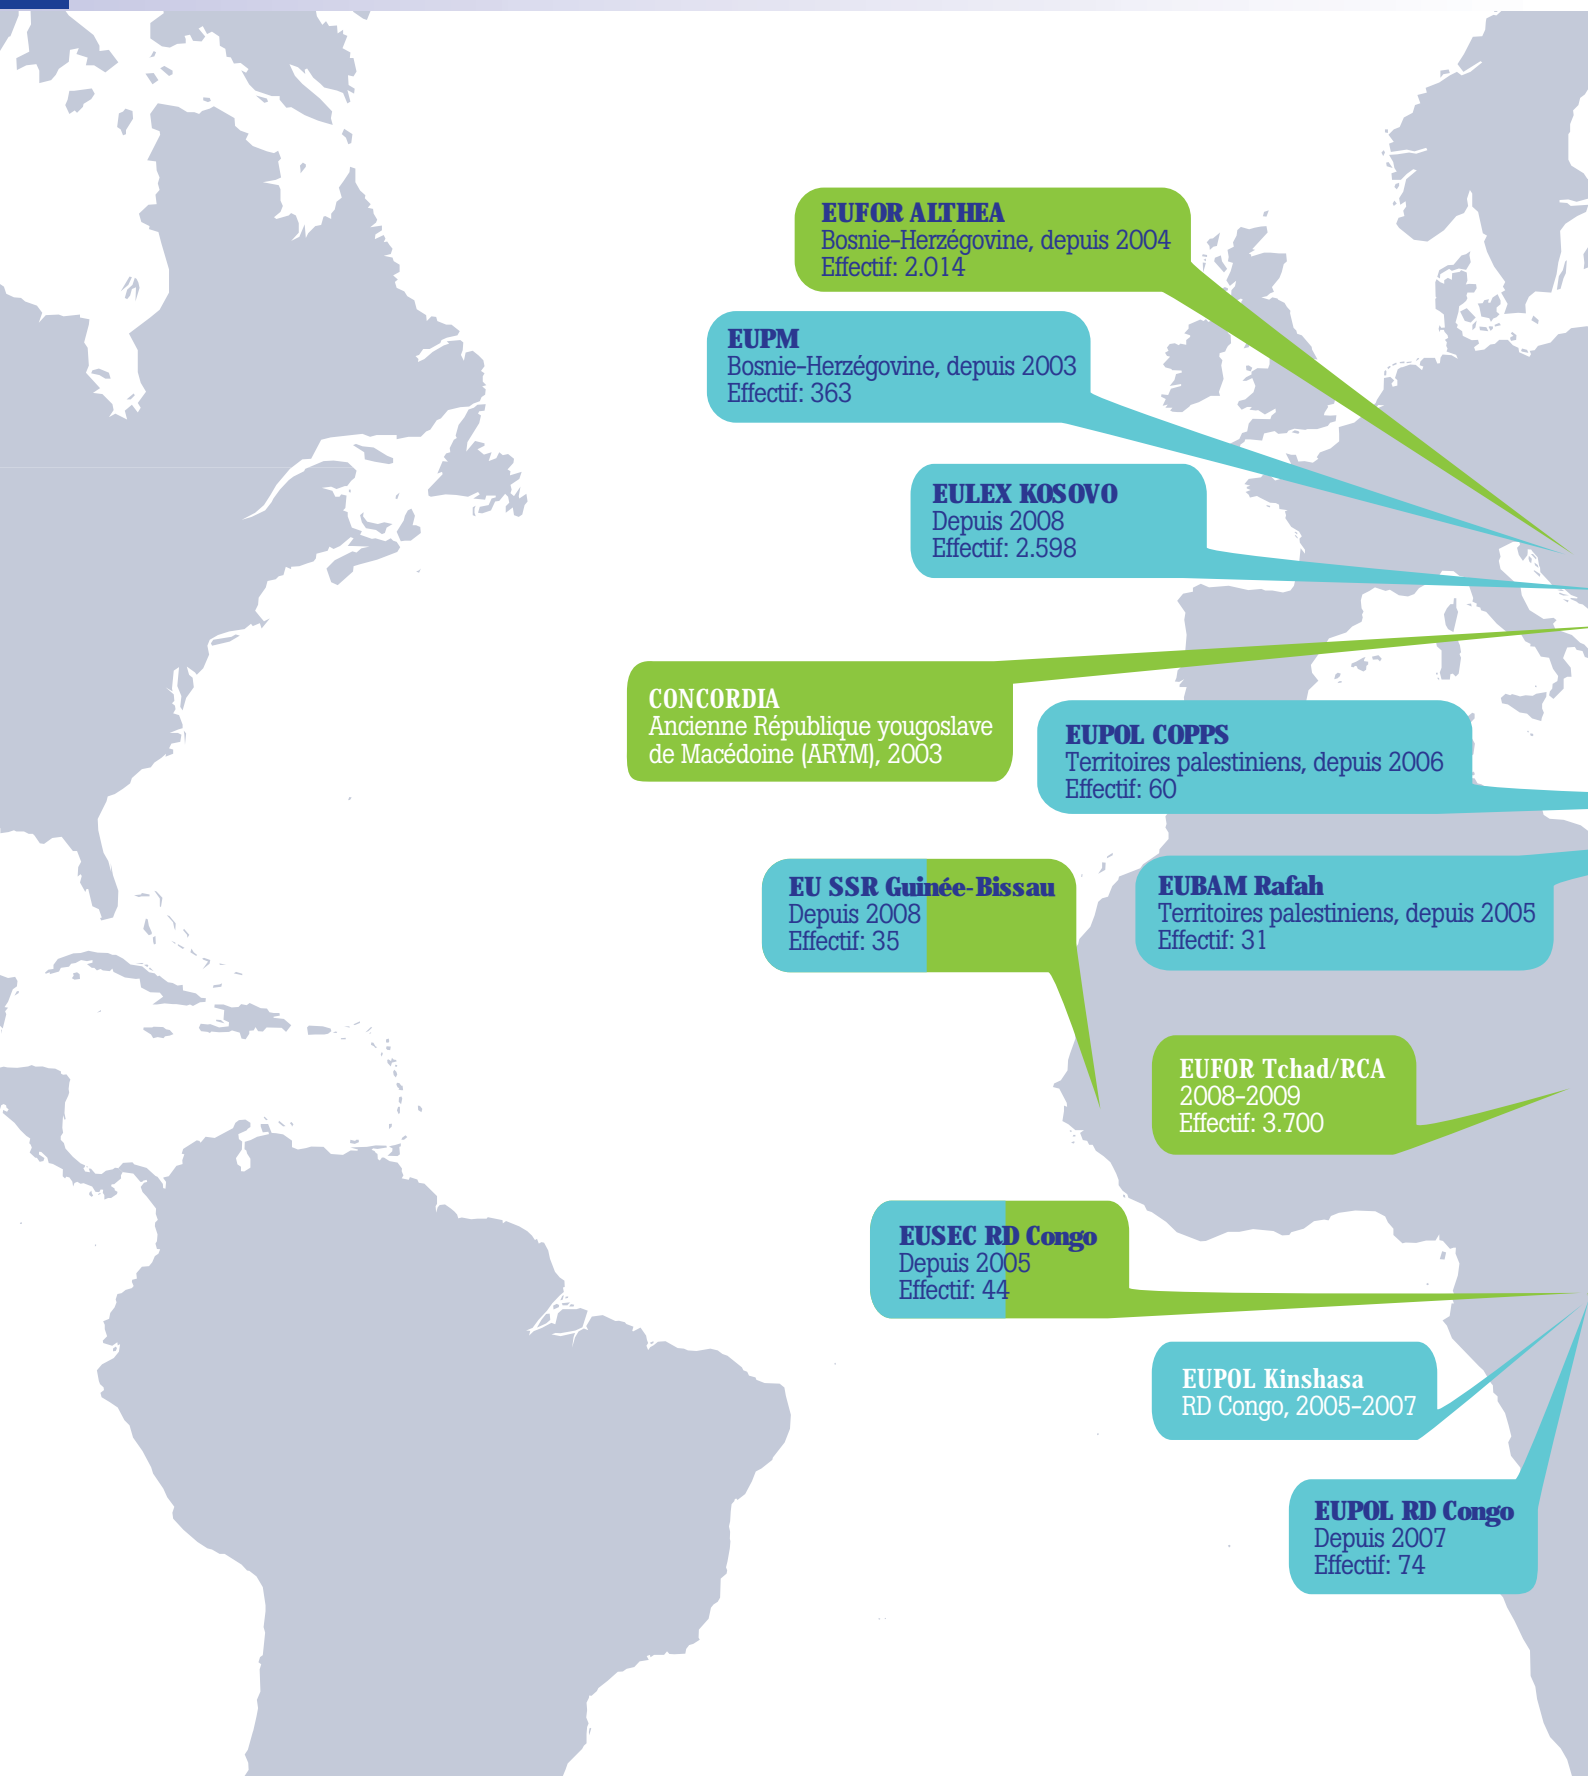 EUFOR ALTHEA
Bosnie-Herzégovine, depuis 2004
Effectif: 2.014
EUPM
Bosnie-Herzégovine, depuis 2003
Effectif: 363
EULEX KOSOVO
Depuis 2008
Effectif: 2.598
CONCORDIA
Ancienne République yougoslave
de Macédoine (ARYM), 2003
EUPOL COPPS
Territoires palestiniens, depuis 2006
Effectif: 60
EU SSR Guinée-Bissau
Depuis 2008
Effectif: 35
EUBAM Rafah
Territoires palestiniens, depuis 2005
Effectif: 31
EUFOR Tchad/RCA
2008-2009
Effectif: 3.700
EUSEC RD Congo
Depuis 2005
Effectif: 44
EUPOL Kinshasa
RD Congo, 2005-2007
EUPOL RD Congo
Depuis 2007
Effectif: 74